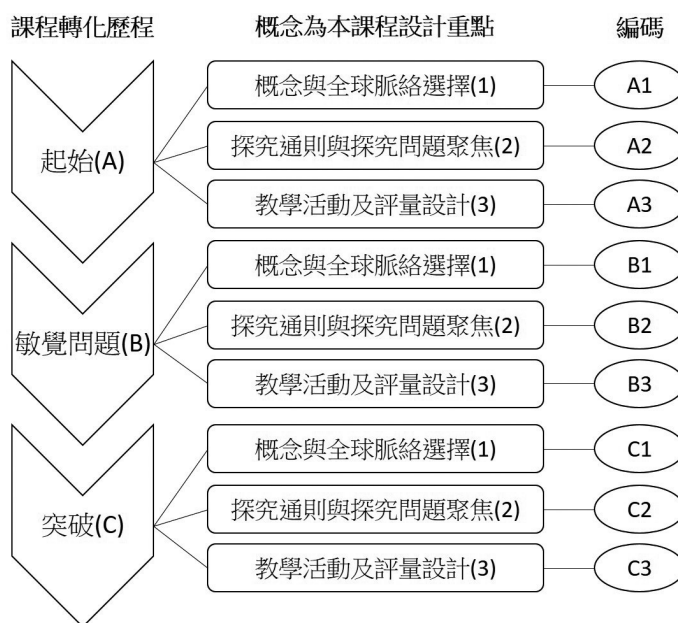 課程轉化歷程 概念為本課程設計重點 編碼
概念與全球脈絡選擇(1) A1
起始(A) 探究通則與探究問題聚焦(2) A2
教學活動及評量設計(3) A3
概念與全球脈絡選擇(1) B1
敏覺問題(B) 探究通則與探究問題聚焦(2) B2
教學活動及評量設計(3) B3
概念與全球脈絡選擇(1) C1
突破(C) 探究通則與探究問題聚焦(2) C2
教學活動及評量設計(3) C3